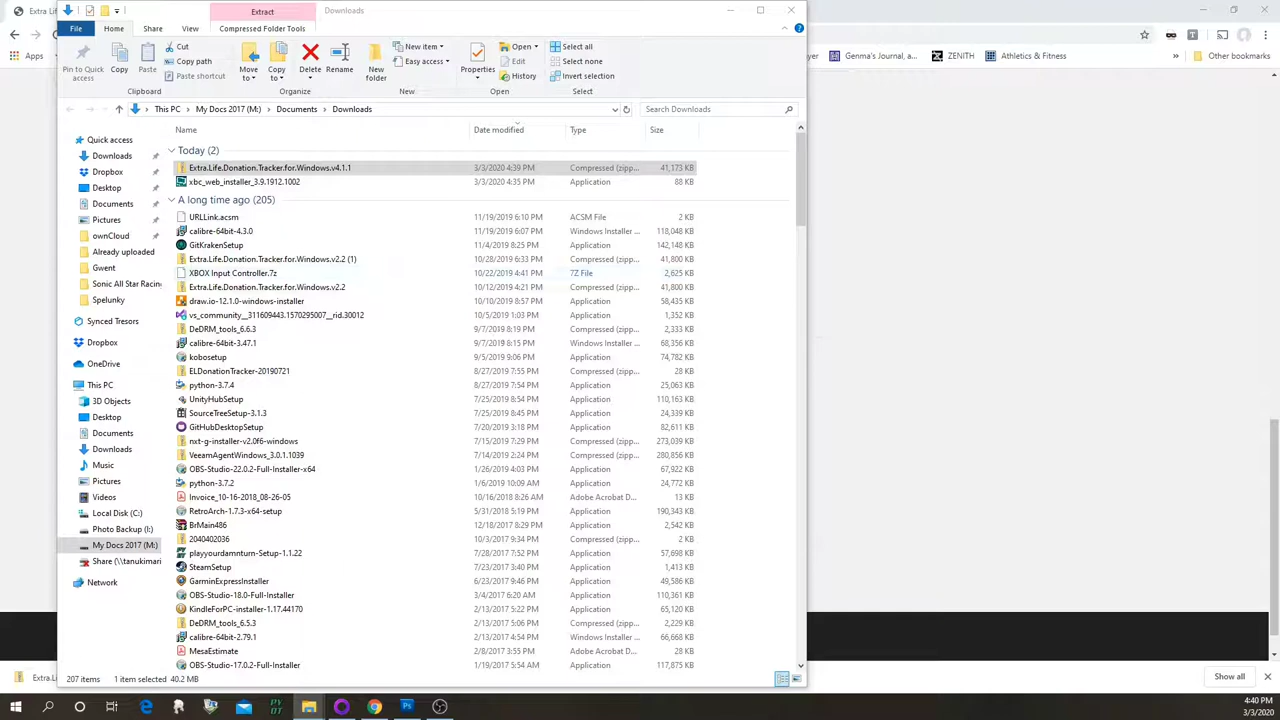 Extra Life
Extract
Downloads
File
Home
Share
View
Compressed Folder Tools
Pin to Quick access
Copy
Paste
Cut
Copy path
Paste shortcut
Move to
Copy to
Delete
Rename
New folder
New item
Easy access
Properties
Open
Edit
History
Select all
Select none
Invert selection
Clipboard
Organize
New
Open
Select
Apps
Genma's Journal, a...
ZENITH
Athletics & Fitness
»
Other bookmarks
This PC > My Docs 2017 (M:) > Documents > Downloads
Search Downloads
Name Date modified Type Size
Today (2)
Extra.Life.Donation.Tracker.for.Windows.v4.1.1 3/3/2020 4:39 PM Compressed (zipp... 41,173 KB
xbc_web_installer_3.9.1912.1002 3/3/2020 4:35 PM Application 88 KB
A long time ago (205)
URLLink.acsm 11/19/2019 6:10 PM ACSM File 2 KB
calibre-64bit-4.3.0 11/19/2019 6:07 PM Windows Installer ... 118,048 KB
GitKrakenSetup 11/4/2019 8:25 PM Application 142,148 KB
Extra.Life.Donation.Tracker.for.Windows.v2.2 (1) 10/28/2019 6:33 PM Compressed (zipp... 41,800 KB
XBOX Input Controller.7z 10/22/2019 4:41 PM 7Z File 2,625 KB
Extra.Life.Donation.Tracker.for.Windows.v2.2 10/12/2019 4:21 PM Compressed (zipp... 41,800 KB
draw.io-12.1.0-windows-installer 10/10/2019 8:57 PM Application 58,435 KB
vs_community__311609443.1570295007__rid.30012 10/5/2019 1:03 PM Application 1,352 KB
DeDRM_tools_6.6.3 9/7/2019 8:19 PM Compressed (zipp... 2,333 KB
calibre-64bit-3.47.1 9/7/2019 8:15 PM Windows Installer ... 68,356 KB
kobosetup 9/5/2019 9:06 PM Application 74,782 KB
ELDonationTracker-20190721 8/27/2019 7:55 PM Compressed (zipp... 28 KB
python-3.7.4 8/27/2019 7:54 PM Application 25,063 KB
UnityHubSetup 7/25/2019 8:54 PM Application 110,163 KB
SourceTreeSetup-3.1.3 7/25/2019 8:45 PM Application 24,339 KB
GitHubDesktopSetup 7/20/2019 3:18 PM Application 82,611 KB
nxt-g-installer-v2.0f6-windows 7/15/2019 7:29 PM Compressed (zipp... 273,039 KB
VeeamAgentWindows_3.0.1.1039 7/14/2019 2:24 PM Compressed (zipp... 280,856 KB
OBS-Studio-22.0.2-Full-Installer-x64 1/26/2019 4:03 PM Application 67,922 KB
python-3.7.2 1/6/2019 10:09 AM Application 24,772 KB
Invoice_10-16-2018_08-26-05 10/16/2018 8:26 AM Adobe Acrobat D... 13 KB
RetroArch-1.7.3-x64-setup 5/31/2018 5:19 PM Application 190,343 KB
BrMain486 12/18/2017 8:29 PM Application 2,542 KB
2040402036 10/3/2017 9:34 PM Compressed (zipp... 2 KB
playyourdamnturn-Setup-1.1.22 7/28/2017 7:52 PM Application 57,698 KB
SteamSetup 7/23/2017 3:40 PM Application 1,413 KB
GarminExpressInstaller 6/23/2017 9:46 PM Application 49,586 KB
OBS-Studio-18.0-Full-Installer 3/4/2017 6:20 AM Application 110,361 KB
KindleForPC-installer-1.17.44170 2/13/2017 5:22 PM Application 65,120 KB
DeDRM_tools_6.5.3 2/13/2017 5:06 PM Compressed (zipp... 2,229 KB
calibre-64bit-2.79.1 2/13/2017 5:04 PM Windows Installer ... 66,668 KB
MesaEstimate 2/8/2017 3:55 PM Adobe Acrobat D... 28 KB
OBS-Studio-17.0.2-Full-Installer 1/19/2017 5:54 AM Application 117,875 KB
Quick access
Downloads
Dropbox
Desktop
Documents
Pictures
ownCloud
Already uploaded
Gwent
Sonic All Star Racin
Spelunky
Synced Tresors
Dropbox
OneDrive
This PC
3D Objects
Desktop
Documents
Downloads
Music
Pictures
Videos
Local Disk (C:)
Photo Backup (I:)
My Docs 2017 (M:)
Share (\\tanukimari
Network
207 items 1 item selected 40.2 MB
Extra.L
Show all
4:40 PM
3/3/2020